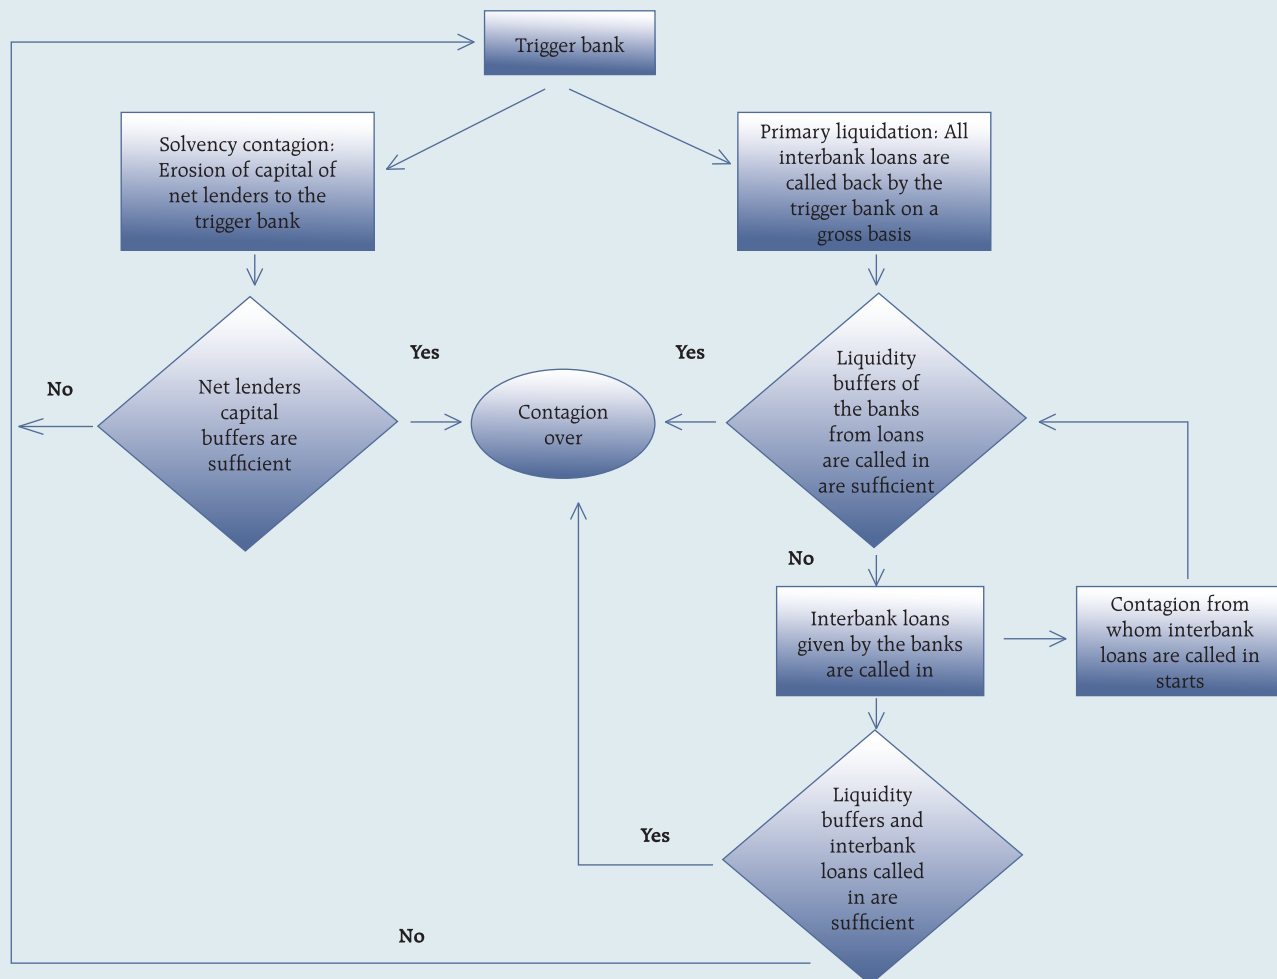 Trigger bank
Solvency contagion:
Erosion of capital of
net lenders to the
trigger bank
Primary liquidation: All
interbank loans are
called back by the
trigger bank on a
gross basis
No
Net lenders
capital
buffers are
sufficient
Yes
Contagion
over
Yes
Liquidity
buffers of
the banks
from loans
are called in
are sufficient
No
Interbank loans
given by the banks
are called in
Contagion from
whom interbank
loans are called in
starts
Yes
Liquidity
buffers and
interbank
loans called
in are
sufficient
No